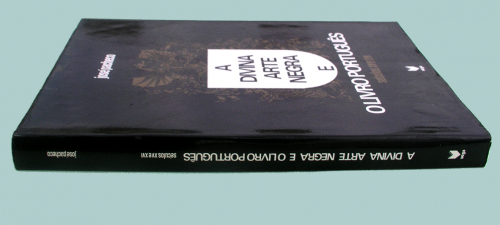 josé pacheco
A
DIVINA
ARTE
NEGRA
E
O LIVRO PORTUGUÊS
A DIVINA ARTE NEGRA E O LIVRO PORTUGUÊS
séculos XV e XVI
josé pacheco